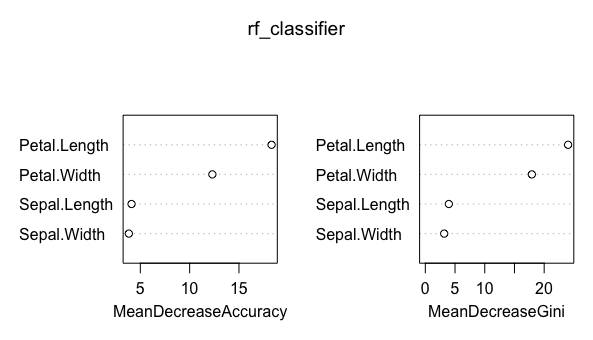 rf_classifier
Petal.Length
Petal.Width
Sepal.Length
Sepal.Width
5 10 15
MeanDecreaseAccuracy
Petal.Length
Petal.Width
Sepal.Length
Sepal.Width
0 5 10 20
MeanDecreaseGini